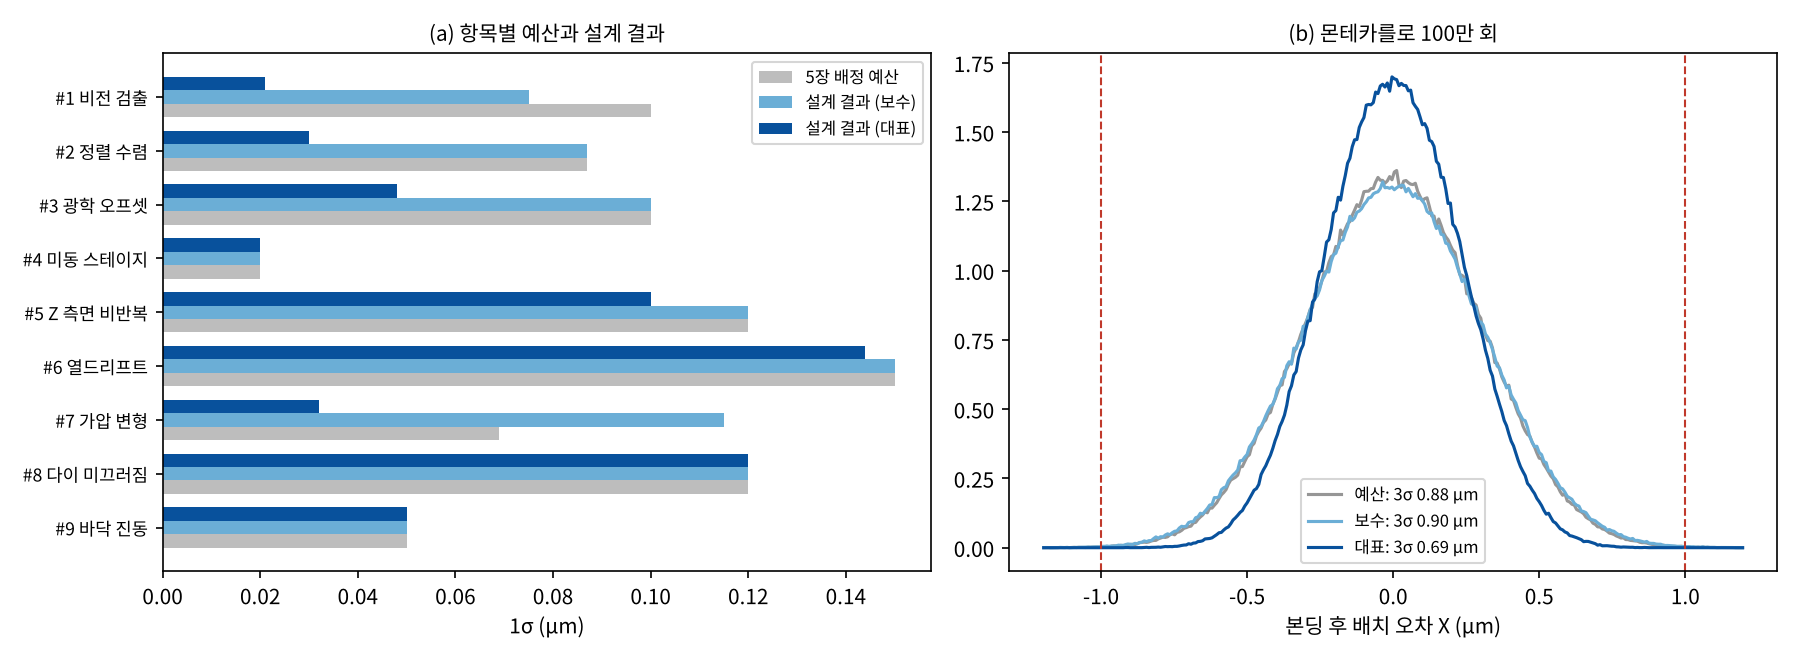 (a) 항목별 예산과 설계 결과
#1 비전 검출
#2 정렬 수렴
#3 광학 오프셋
#4 미동 스테이지
#5 Z 측면 비반복
#6 열드리프트
#7 가압 변형
#8 다이 미끄러짐
#9 바닥 진동
5장 배정 예산
설계 결과 (보수)
설계 결과 (대표)
0.00 0.02 0.04 0.06 0.08 0.10 0.12 0.14
1σ (µm)
(b) 몬테카를로 100만 회
1.75
1.50
1.25
1.00
0.75
0.50
0.25
0.00
예산: 3σ 0.88 µm
보수: 3σ 0.90 µm
대표: 3σ 0.69 µm
-1.0 -0.5 0.0 0.5 1.0
본딩 후 배치 오차 X (µm)